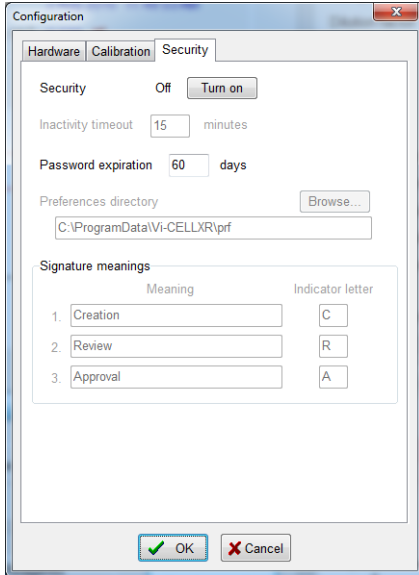 Configuration
Hardware Calibration Security
Security Off Turn on
Inactivity timeout 15 minutes
Password expiration 60 days
Preferences directory Browse...
C:\ProgramData\Vi-CELLXR\prf
Signature meanings
Meaning Indicator letter
1. Creation C
2. Review R
3. Approval A
OK Cancel